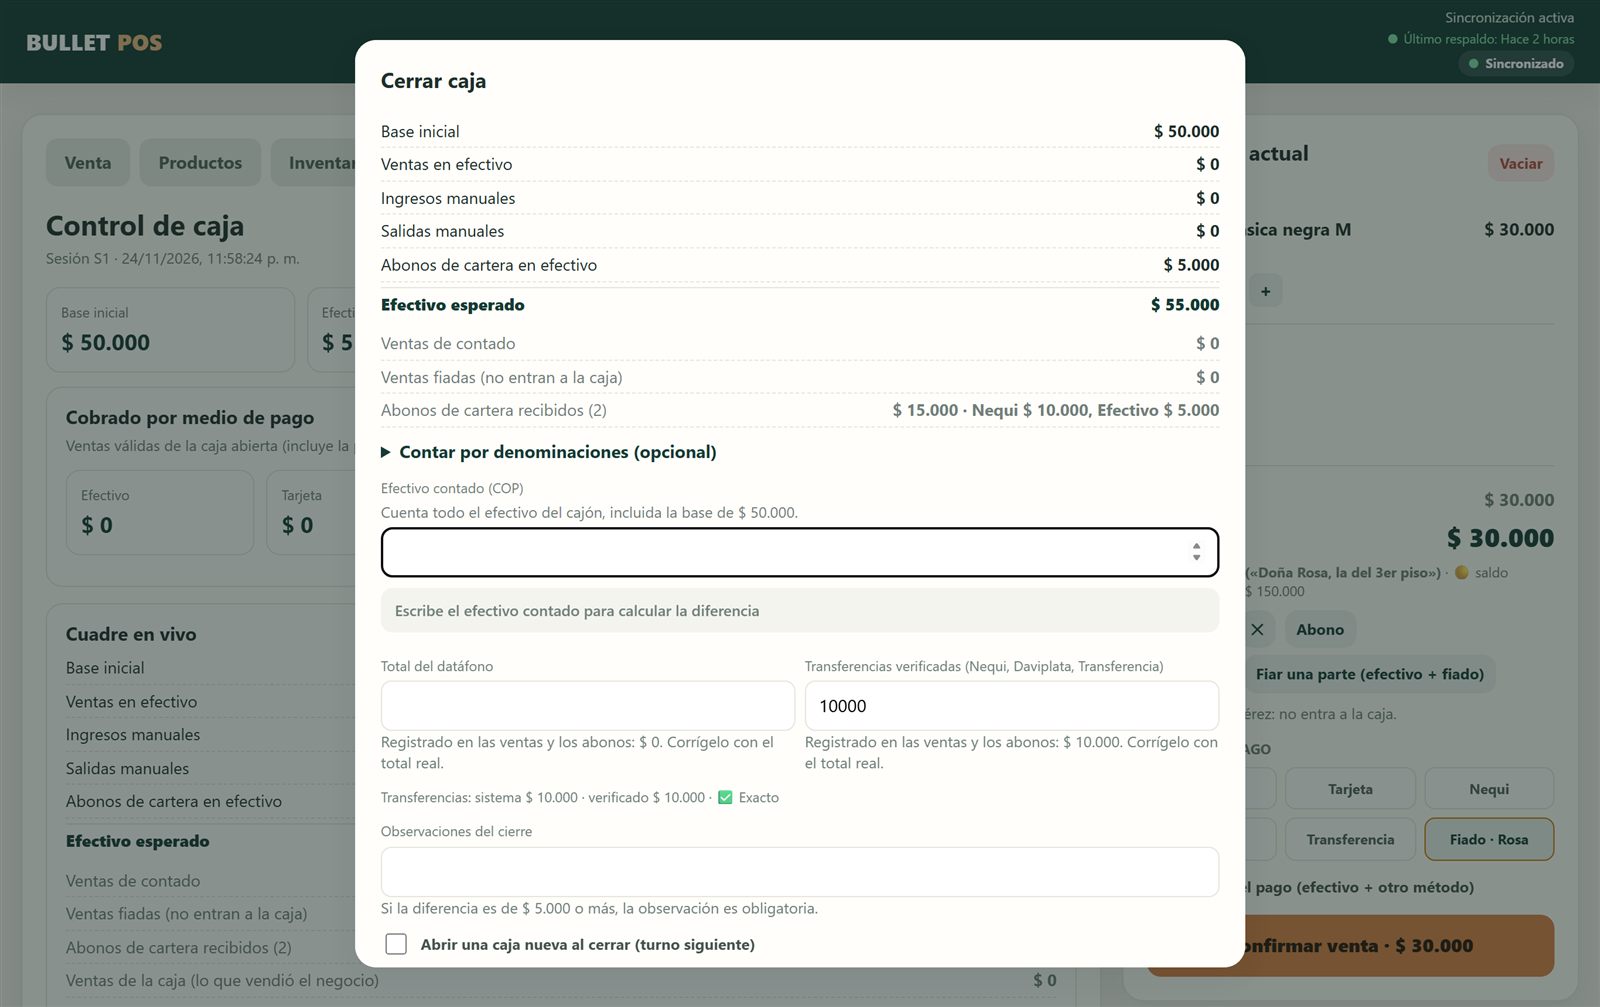 BULLET POS
Sincronización activa
Último respaldo: Hace 2 horas
Sincronizado
Venta
Productos
Control de caja
Sesión S1 · 24/11/2026, 11:58:24 p. m.
Base inicial
$ 50.000
$ 5
Cobrado por medio de pago
Ventas válidas de la caja abierta (incluye la
Efectivo
$ 0
Tarjeta
$ 0
Cuadre en vivo
Base inicial
Ventas en efectivo
Ingresos manuales
Salidas manuales
Abonos de cartera en efectivo
Efectivo esperado
Ventas de contado
Ventas fiadas (no entran a la caja)
Abonos de cartera recibidos (2)
Ventas de la caja (lo que vendió el negocio)
$ 0
Cerrar caja
Base inicial $ 50.000
Ventas en efectivo $ 0
Ingresos manuales $ 0
Salidas manuales $ 0
Abonos de cartera en efectivo $ 5.000
Efectivo esperado $ 55.000
Ventas de contado $ 0
Ventas fiadas (no entran a la caja) $ 0
Abonos de cartera recibidos (2) $ 15.000 · Nequi $ 10.000, Efectivo $ 5.000
Contar por denominaciones (opcional)
Efectivo contado (COP)
Cuenta todo el efectivo del cajón, incluida la base de $ 50.000.
Escribe el efectivo contado para calcular la diferencia
Total del datáfono
Registrado en las ventas y los abonos: $ 0. Corrígelo con el
total real.
Transferencias verificadas (Nequi, Daviplata, Transferencia)
10000
Registrado en las ventas y los abonos: $ 10.000. Corrígelo con
el total real.
Transferencias: sistema $ 10.000 · verificado $ 10.000 · ✅ Exacto
Observaciones del cierre
Si la diferencia es de $ 5.000 o más, la observación es obligatoria.
Abrir una caja nueva al cerrar (turno siguiente)
actual
Vaciar
negra M $ 30.000
+
$ 30.000
$ 30.000
(«Doña Rosa, la del 3er piso») · saldo
$ 150.000
Abono
Fiar una parte (efectivo + fiado)
no entra a la caja.
Tarjeta
Nequi
Transferencia
Fiado · Rosa
pago (efectivo + otro método)
venta · $ 30.000